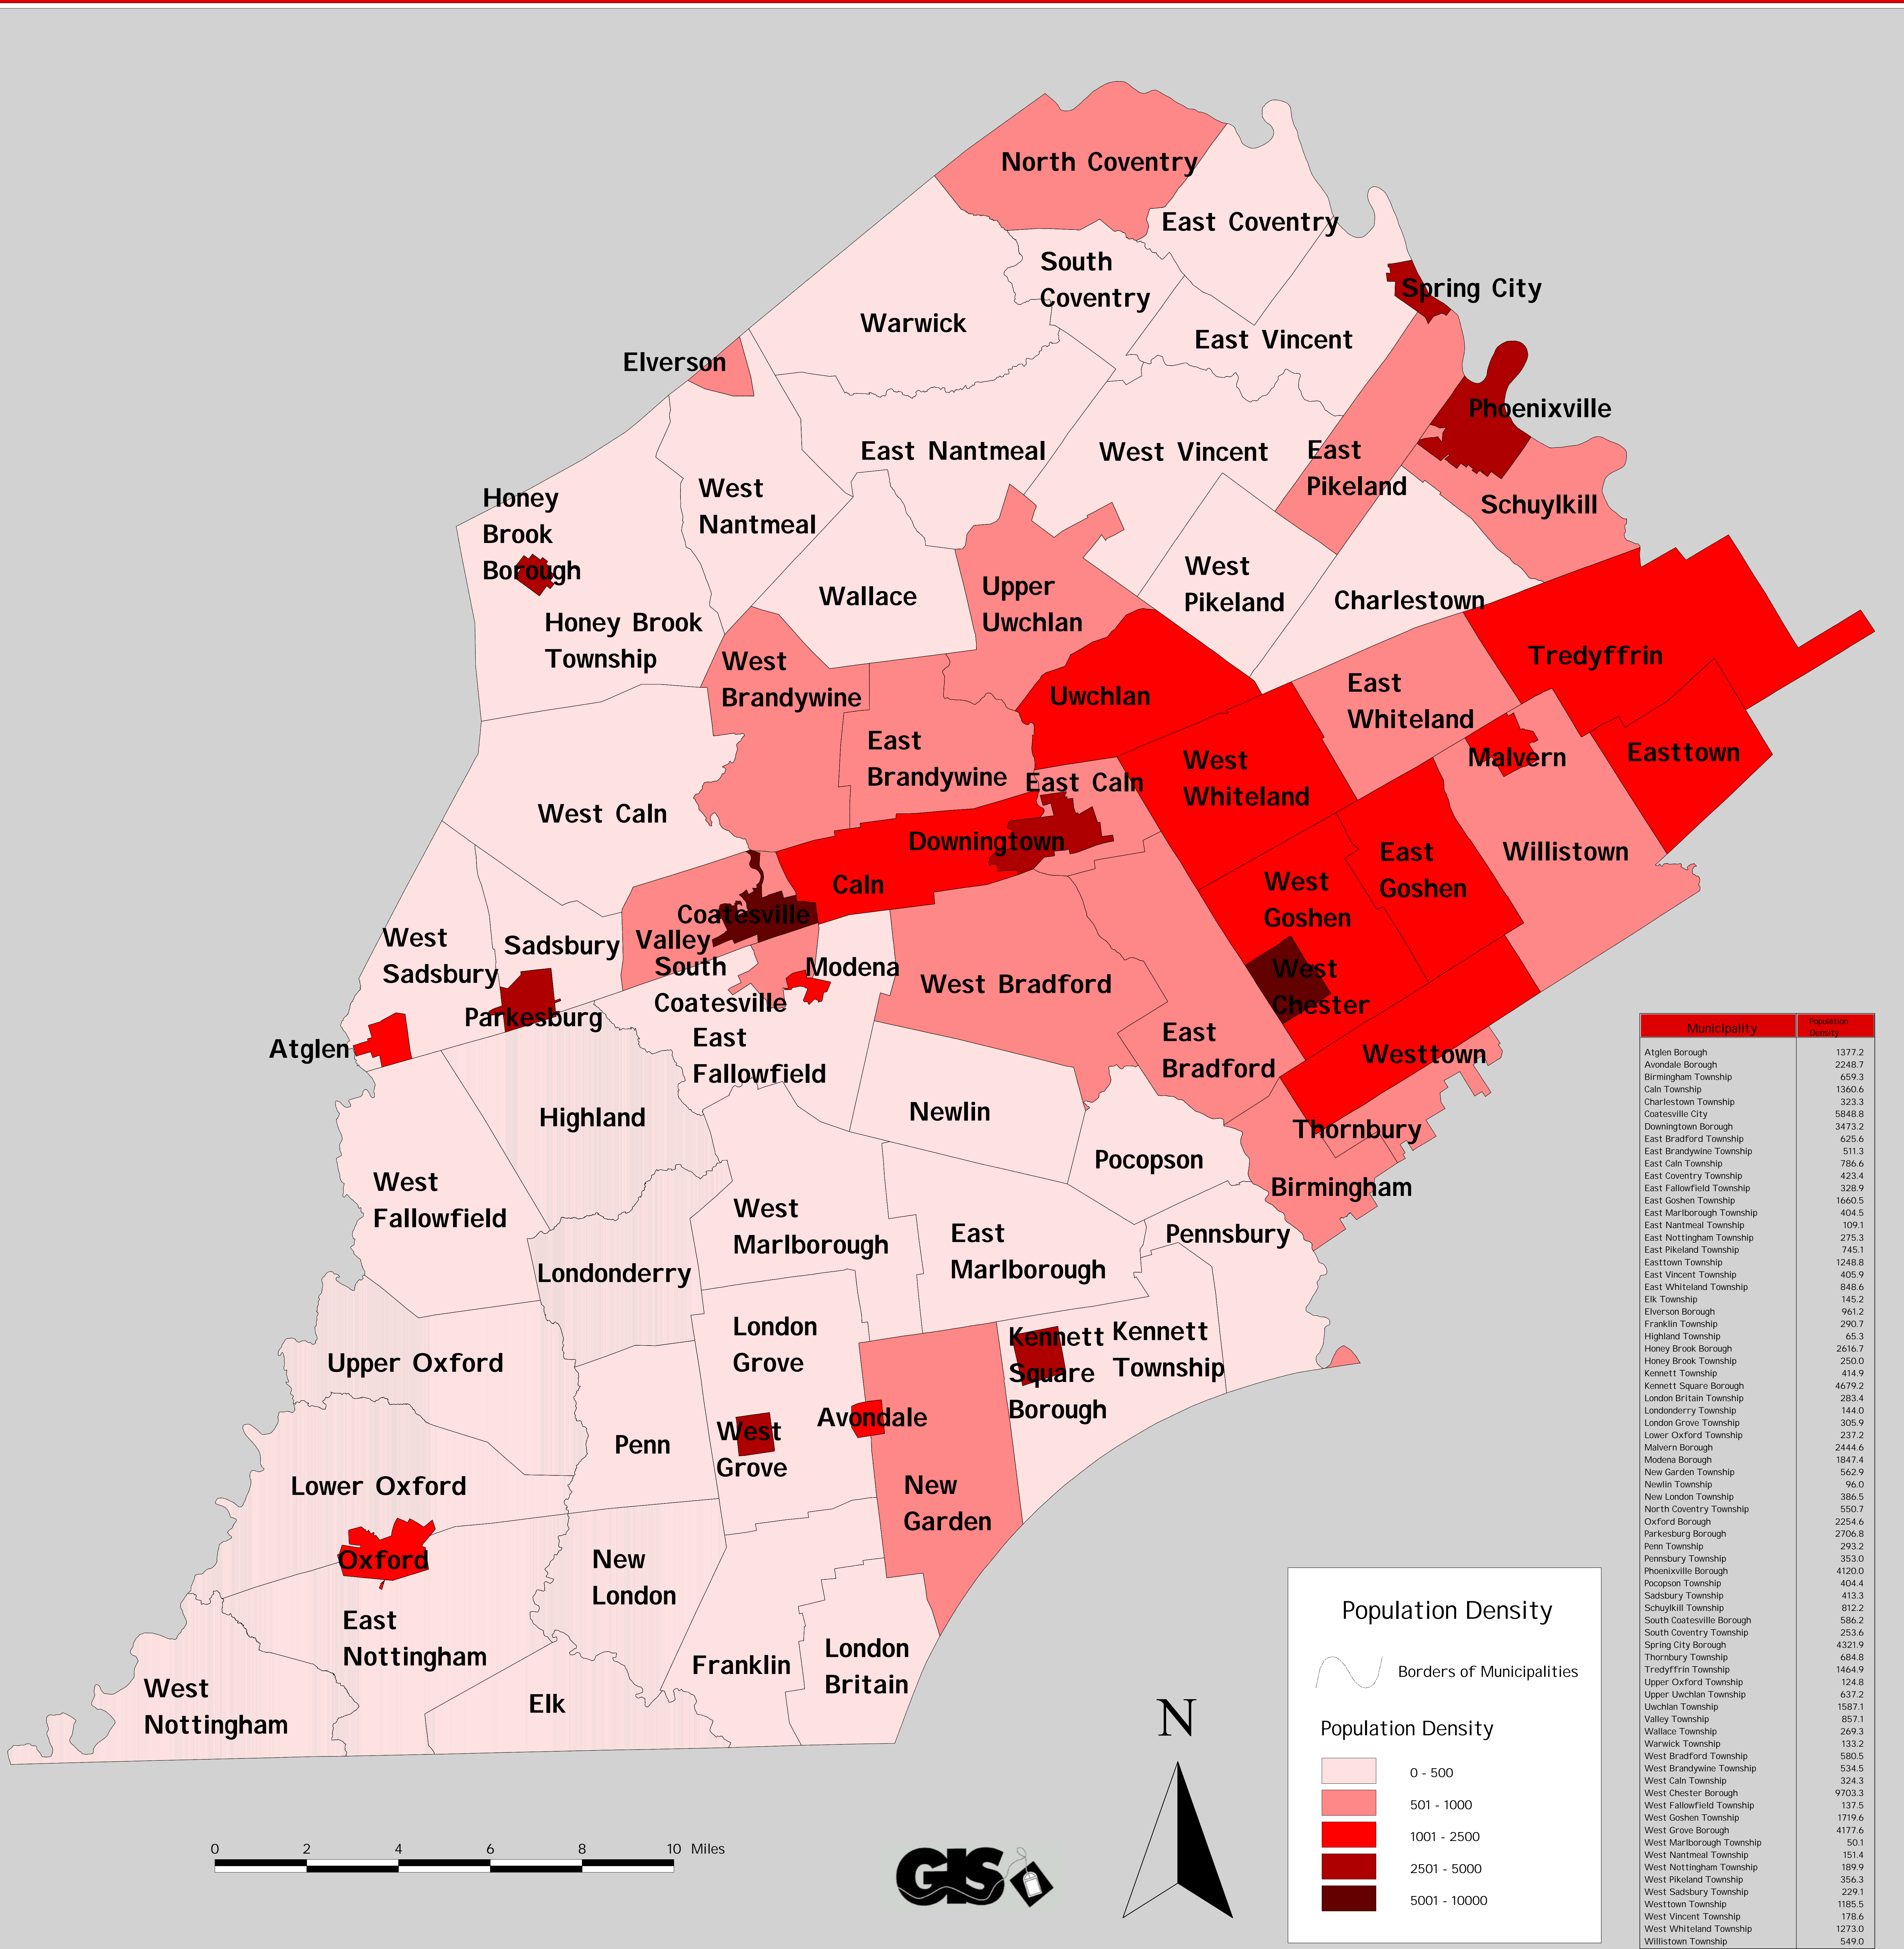 North Coventry
East Coventry
South
Coventry
Spring City
Warwick
East Vincent
Elverson
Phoenixville
East Nantmeal
West Vincent
East
Pikeland
West
Nantmeal
Honey
Brook
Borough
Schuylkill
West
Pikeland
Upper
Uwchlan
Wallace
Charlestown
Honey Brook
Township
Tredyffrin
West
Brandywine
East
Whiteland
Uwchlan
East
Brandywine
Easttown
Malvern
West
Whiteland
East Caln
West Caln
Downingtown
Willistown
East
Goshen
Caln
West
Goshen
Coatesville
Valley
West
Sadsbury
Sadsbury
South
Coatesville
Modena
West Bradford
West
Chester
Parkesburg
Atglen
East
Fallowfield
East
Bradford
Westtown
Highland
Newlin
Thornbury
Pocopson
West
Fallowfield
Birmingham
West
Marlborough
East
Marlborough
Pennsbury
Londonderry
London
Grove
Kennett
Square
Borough
Kennett
Township
Upper Oxford
Avondale
West
Grove
Penn
Lower Oxford
New
Garden
Oxford
New
London
East
Nottingham
London
Britain
Franklin
West
Nottingham
Elk
0 2 4 6 8 10 Miles
GIS
N
Population Density
Borders of Municipalities
Population Density
0 - 500
501 - 1000
1001 - 2500
2501 - 5000
5001 - 10000
Municipality Population
Density
Atglen Borough 1377.2
Avondale Borough 2248.7
Birmingham Township 659.3
Caln Township 1360.6
Charlestown Township 323.3
Coatesville City 5848.8
Downingtown Borough 3473.2
East Bradford Township 625.6
East Brandywine Township 511.3
East Caln Township 786.6
East Coventry Township 423.4
East Fallowfield Township 328.9
East Goshen Township 1660.5
East Marlborough Township 404.5
East Nantmeal Township 109.1
East Nottingham Township 275.3
East Pikeland Township 745.1
Easttown Township 1248.8
East Vincent Township 405.9
East Whiteland Township 848.6
Elk Township 145.2
Elverson Borough 961.2
Franklin Township 290.7
Highland Township 65.3
Honey Brook Borough 2616.7
Honey Brook Township 250.0
Kennett Township 414.9
Kennett Square Borough 4679.2
London Britain Township 283.4
Londonderry Township 144.0
London Grove Township 305.9
Lower Oxford Township 237.2
Malvern Borough 2444.6
Modena Borough 1847.4
New Garden Township 562.9
Newlin Township 96.0
New London Township 386.5
North Coventry Township 550.7
Oxford Borough 2254.6
Parkesburg Borough 2706.8
Penn Township 293.2
Pennsbury Township 353.0
Phoenixville Borough 4120.0
Pocopson Township 404.4
Sadsbury Township 413.3
Schuylkill Township 812.2
South Coatesville Borough 586.2
South Coventry Township 253.6
Spring City Borough 4321.9
Thornbury Township 684.8
Tredyffrin Township 1464.9
Upper Oxford Township 124.8
Upper Uwchlan Township 637.2
Uwchlan Township 1587.1
Valley Township 857.1
Wallace Township 269.3
Warwick Township 133.2
West Bradford Township 580.5
West Brandywine Township 534.5
West Caln Township 324.3
West Chester Borough 9703.3
West Fallowfield Township 137.5
West Goshen Township 1719.6
West Grove Borough 4177.6
West Marlborough Township 50.1
West Nantmeal Township 151.4
West Nottingham Township 189.9
West Pikeland Township 356.3
West Sadsbury Township 229.1
Westtown Township 1185.5
West Vincent Township 178.6
West Whiteland Township 1273.0
Willistown Township 549.0